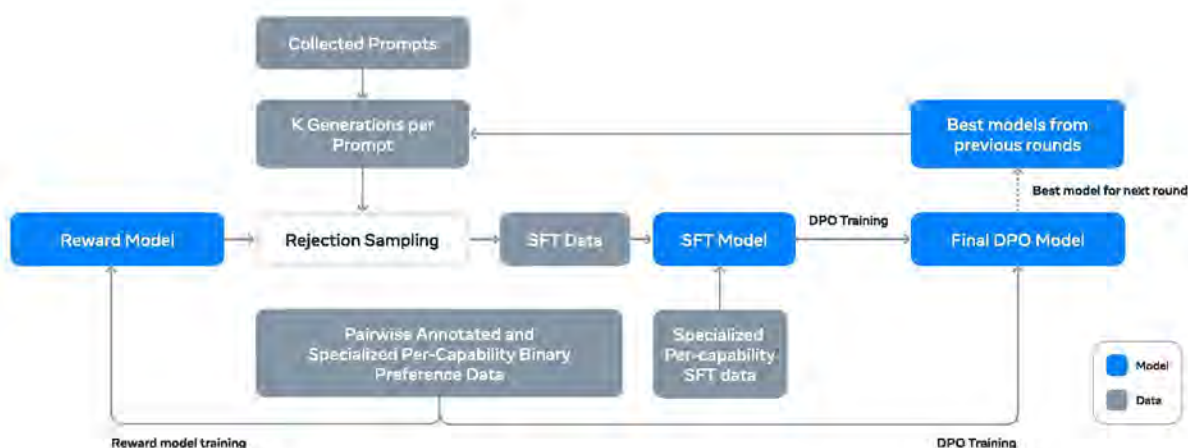 Collected Prompts
K Generations per
Prompt
Best models from
previous rounds
Best model for next round
Reward Model
Rejection Sampling
SFT Data
SFT Model
DPO Training
Final DPO Model
Pairwise Annotated and
Specialized Per-Capability Binary
Preference Data
Specialized
Per-capability
SFT data
Model
Data
Reward model training
DPO Training